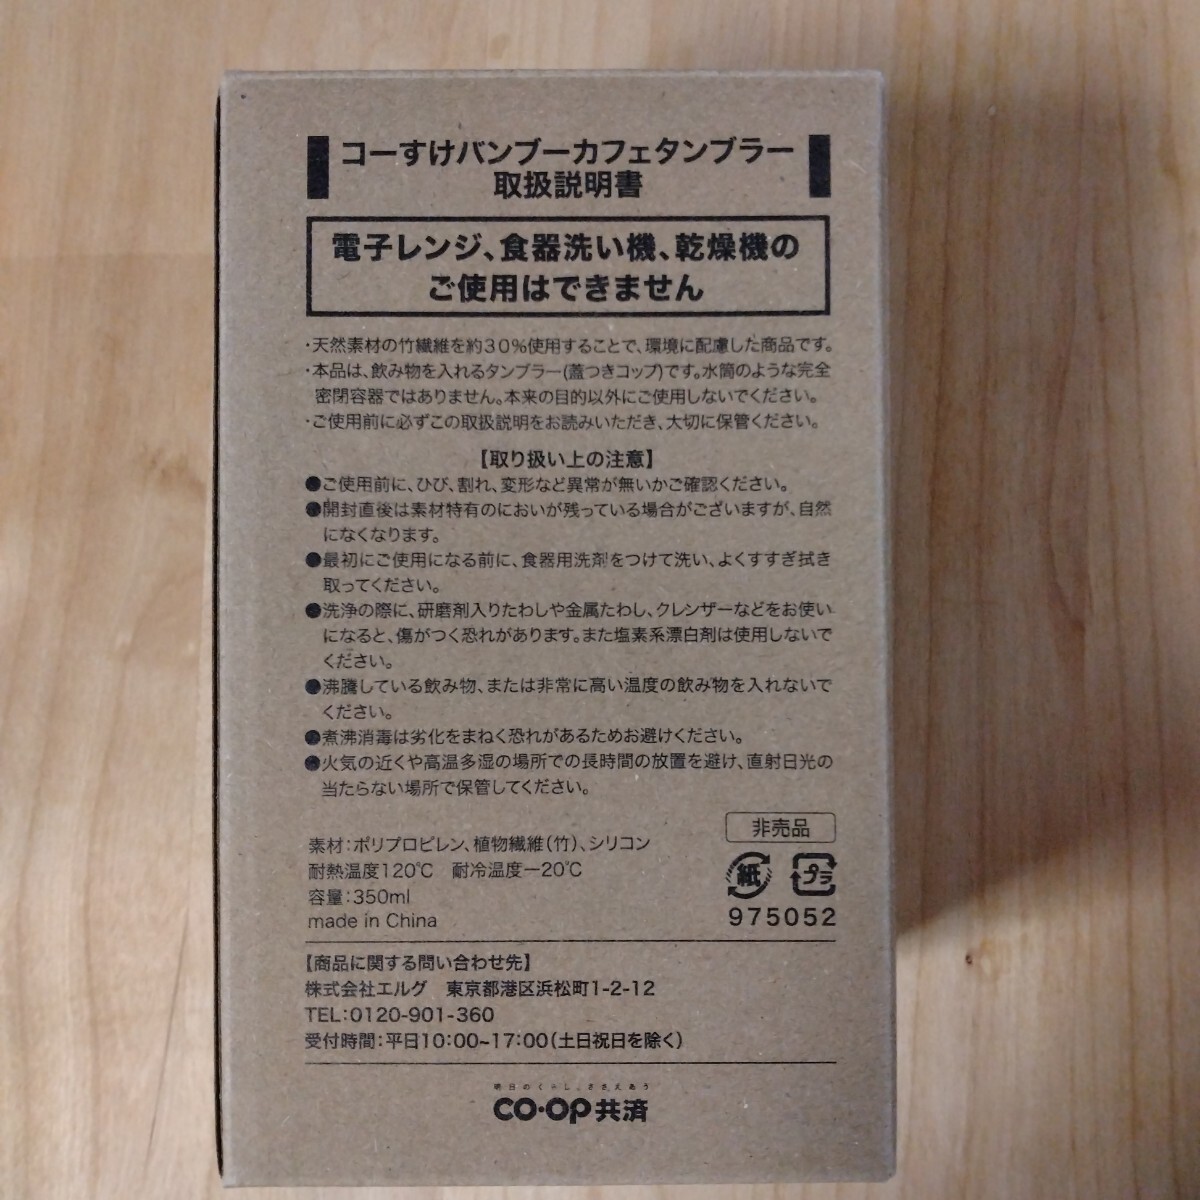 コーすけバンブーカフェタンブラー
取扱説明書
電子レンジ、食器洗い機、乾燥機の
ご使用はできません
・天然素材の竹繊維を約30%使用することで、環境に配慮した商品です。
・本品は、飲み物を入れるタンブラー(蓋つきコップ)です。水筒のような完全
密閉容器ではありません。本来の目的以外にご使用しないでください。
・ご使用前に必ずこの取扱説明をお読みいただき、大切に保管ください。
【取り扱い上の注意】
●ご使用前に、ひび、割れ、変形など異常が無いかご確認ください。
●開封直後は素材特有のにおいが残っている場合がございますが、自然
になくなります。
●最初にご使用になる前に、食器用洗剤をつけて洗い、よくすすぎ拭き
取ってください。
●洗浄の際に、研磨剤入りたわしや金属たわし、クレンザーなどをお使い
になると、傷がつく恐れがあります。また塩素系漂白剤は使用しないで
ください。
●沸騰している飲み物、または非常に高い温度の飲み物を入れないで
ください。
●煮沸消毒は劣化をまねく恐れがあるためお避けください。
●火気の近くや高温多湿の場所での長時間の放置を避け、直射日光の
当たらない場所で保管してください。
非売品
素材：ポリプロピレン、植物繊維(竹)、シリコン
耐熱温度120℃　耐冷温度ー20℃
容量：350ml
made in China
紙 プラ
975052
【商品に関する問い合わせ先】
株式会社エルグ　東京都港区浜松町1-2-12
TEL：0120-901-360
受付時間：平日10：00~17：00(土日祝日を除く)
明日のくらし、ささえあう
CO・OP共済